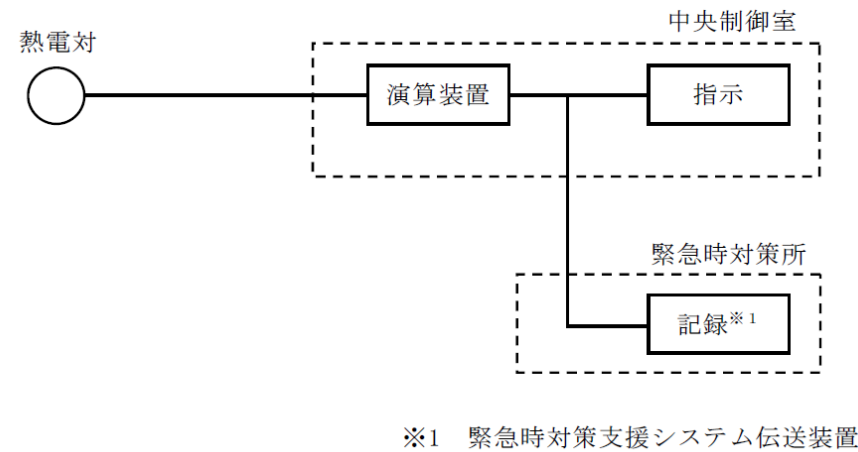 中央制御室
熱電対
演算装置
指示
緊急時対策所
記録※1
※1 緊急時対策支援システム伝送装置